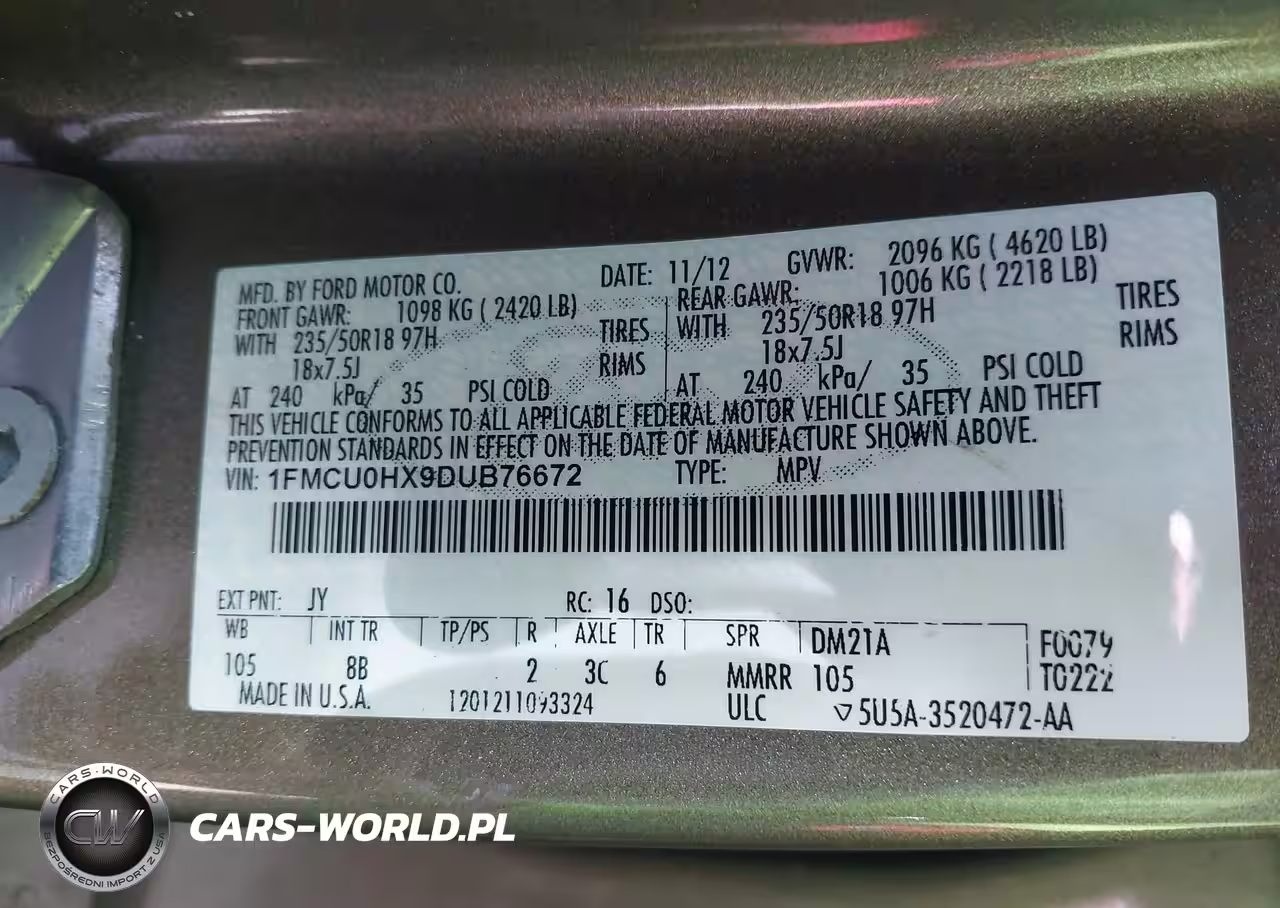 MFD. BY FORD MOTOR CO. DATE: 11/12 GVWR: 2096 KG ( 4620 LB)
FRONT GAWR: 1098 KG ( 2420 LB) REAR GAWR: 1006 KG ( 2218 LB)
WITH 235/50R18 97H TIRES WITH 235/50R18 97H TIRES
18x7.5J RIMS 18x7.5J RIMS
AT 240 kPa/ 35 PSI COLD AT 240 kPa/ 35 PSI COLD
THIS VEHICLE CONFORMS TO ALL APPLICABLE FEDERAL MOTOR VEHICLE SAFETY AND THEFT
PREVENTION STANDARDS IN EFFECT ON THE DATE OF MANUFACTURE SHOWN ABOVE.
VIN: 1FMCU0HX9DUB76672 TYPE: MPV
EXT PNT: JY RC: 16 DSO:
WB INT TR TP/PS R AXLE TR SPR DM21A F0079
105 8B 2 3C 6 MMRR 105 T0222
MADE IN U.S.A. 1201211093324 ULC ▽5U5A-3520472-AA
CARS-WORLD
CW
BEZPOŚREDNI IMPORT Z USA
CARS-WORLD.PL